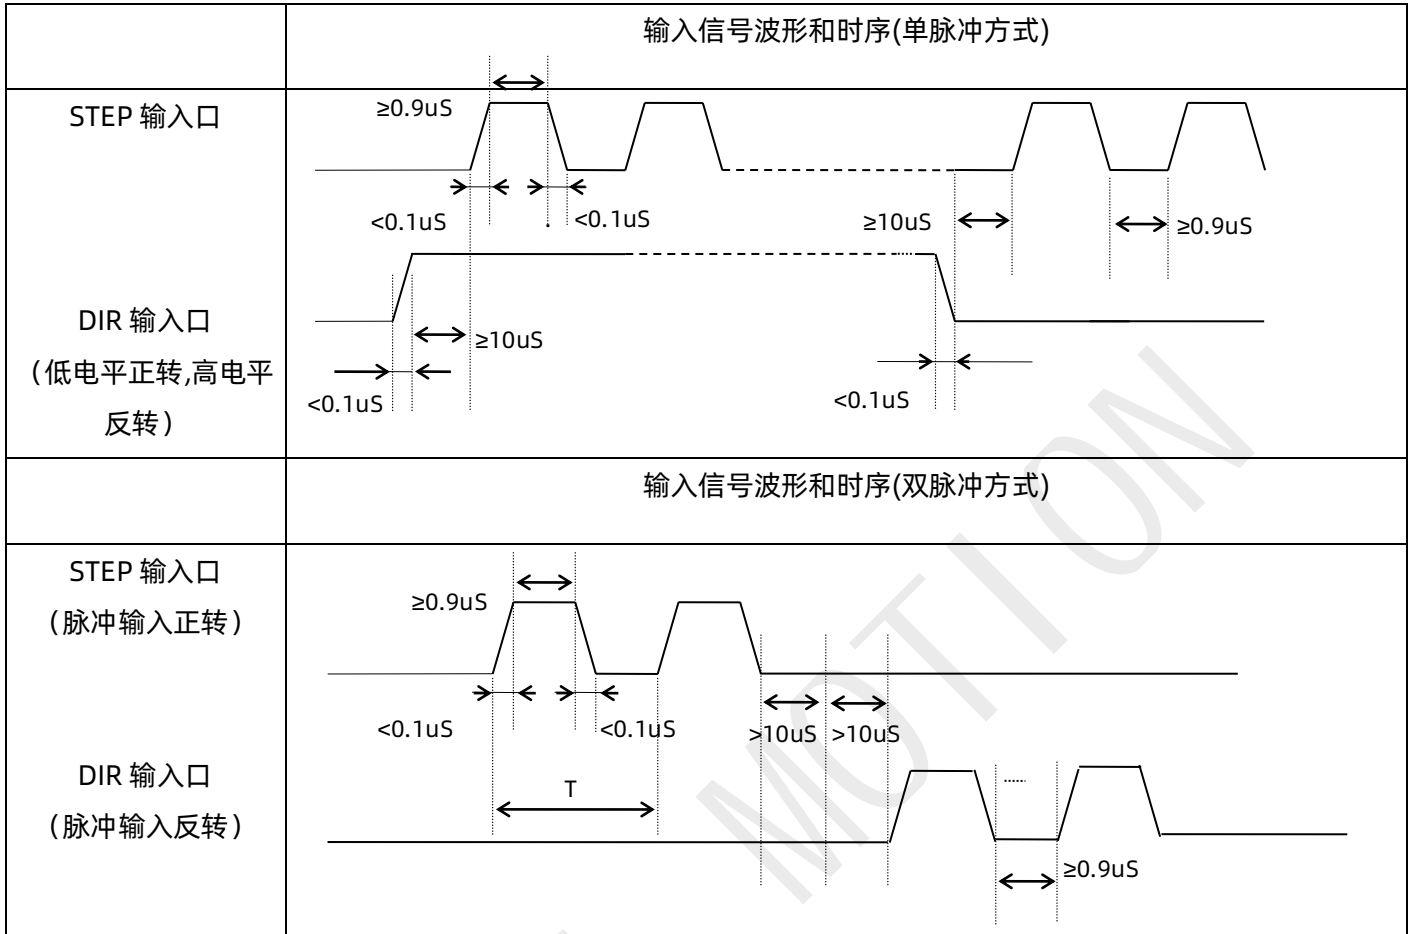 输入信号波形和时序(单脉冲方式)
STEP 输入口
≥0.9uS
<0.1uS
<0.1uS
≥10uS
≥0.9uS
DIR 输入口
（低电平正转,高电平
反转）
≥10uS
<0.1uS
<0.1uS
输入信号波形和时序(双脉冲方式)
STEP 输入口
（脉冲输入正转）
≥0.9uS
<0.1uS
<0.1uS
>10uS
>10uS
DIR 输入口
（脉冲输入反转）
T
≥0.9uS
MOTION